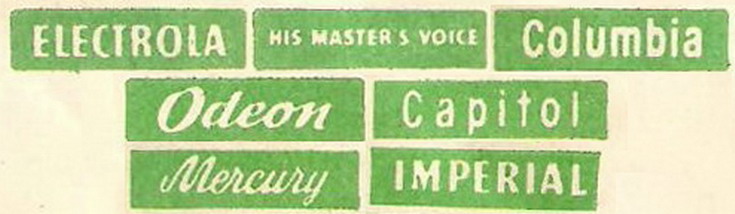 ELECTROLA HIS MASTER'S VOICE Columbia
Odeon Capitol
Mercury IMPERIAL